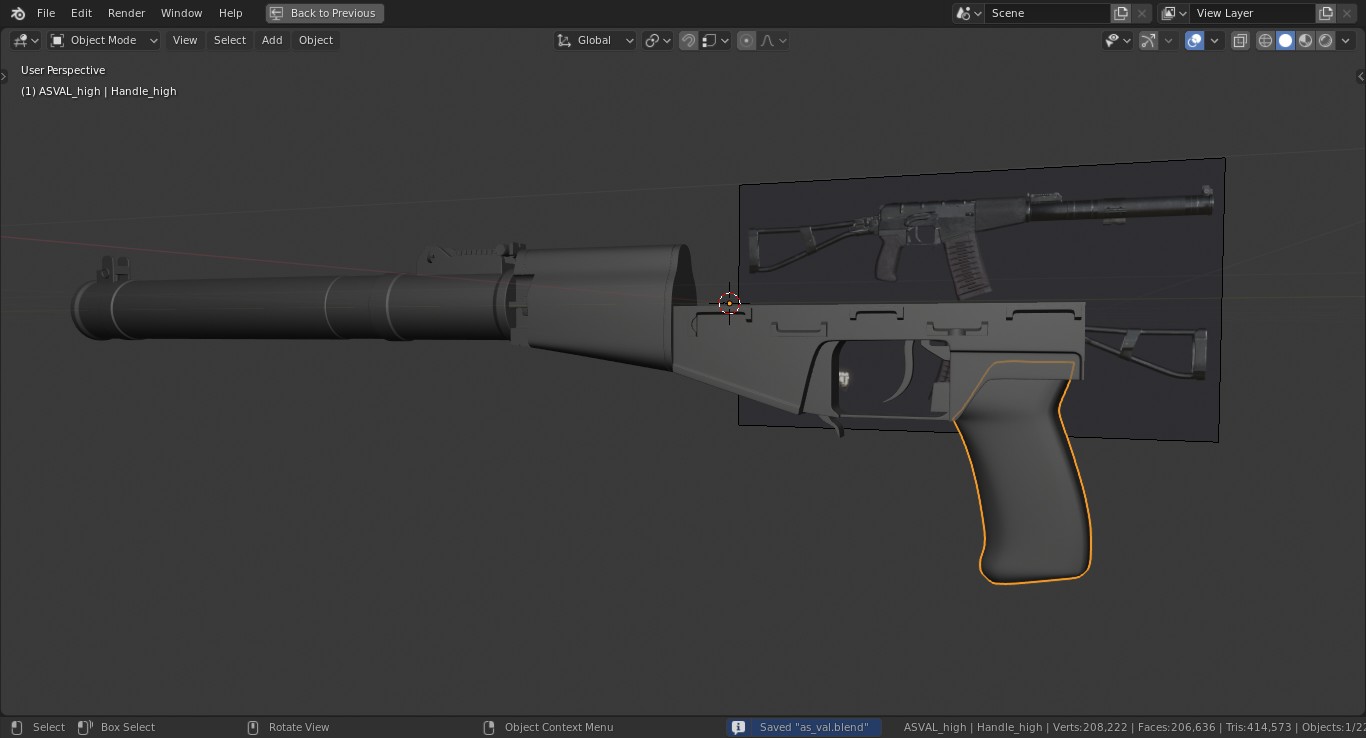 File Edit Render Window Help Back to Previous Scene View Layer
Object Mode View Select Add Object Global
User Perspective
(1) ASVAL_high | Handle_high
Select Box Select Rotate View Object Context Menu Saved "as_val.blend" ASVAL_high | Handle_high | Verts:208,222 | Faces:206,636 | Tris:414,573 | Objects:1/2